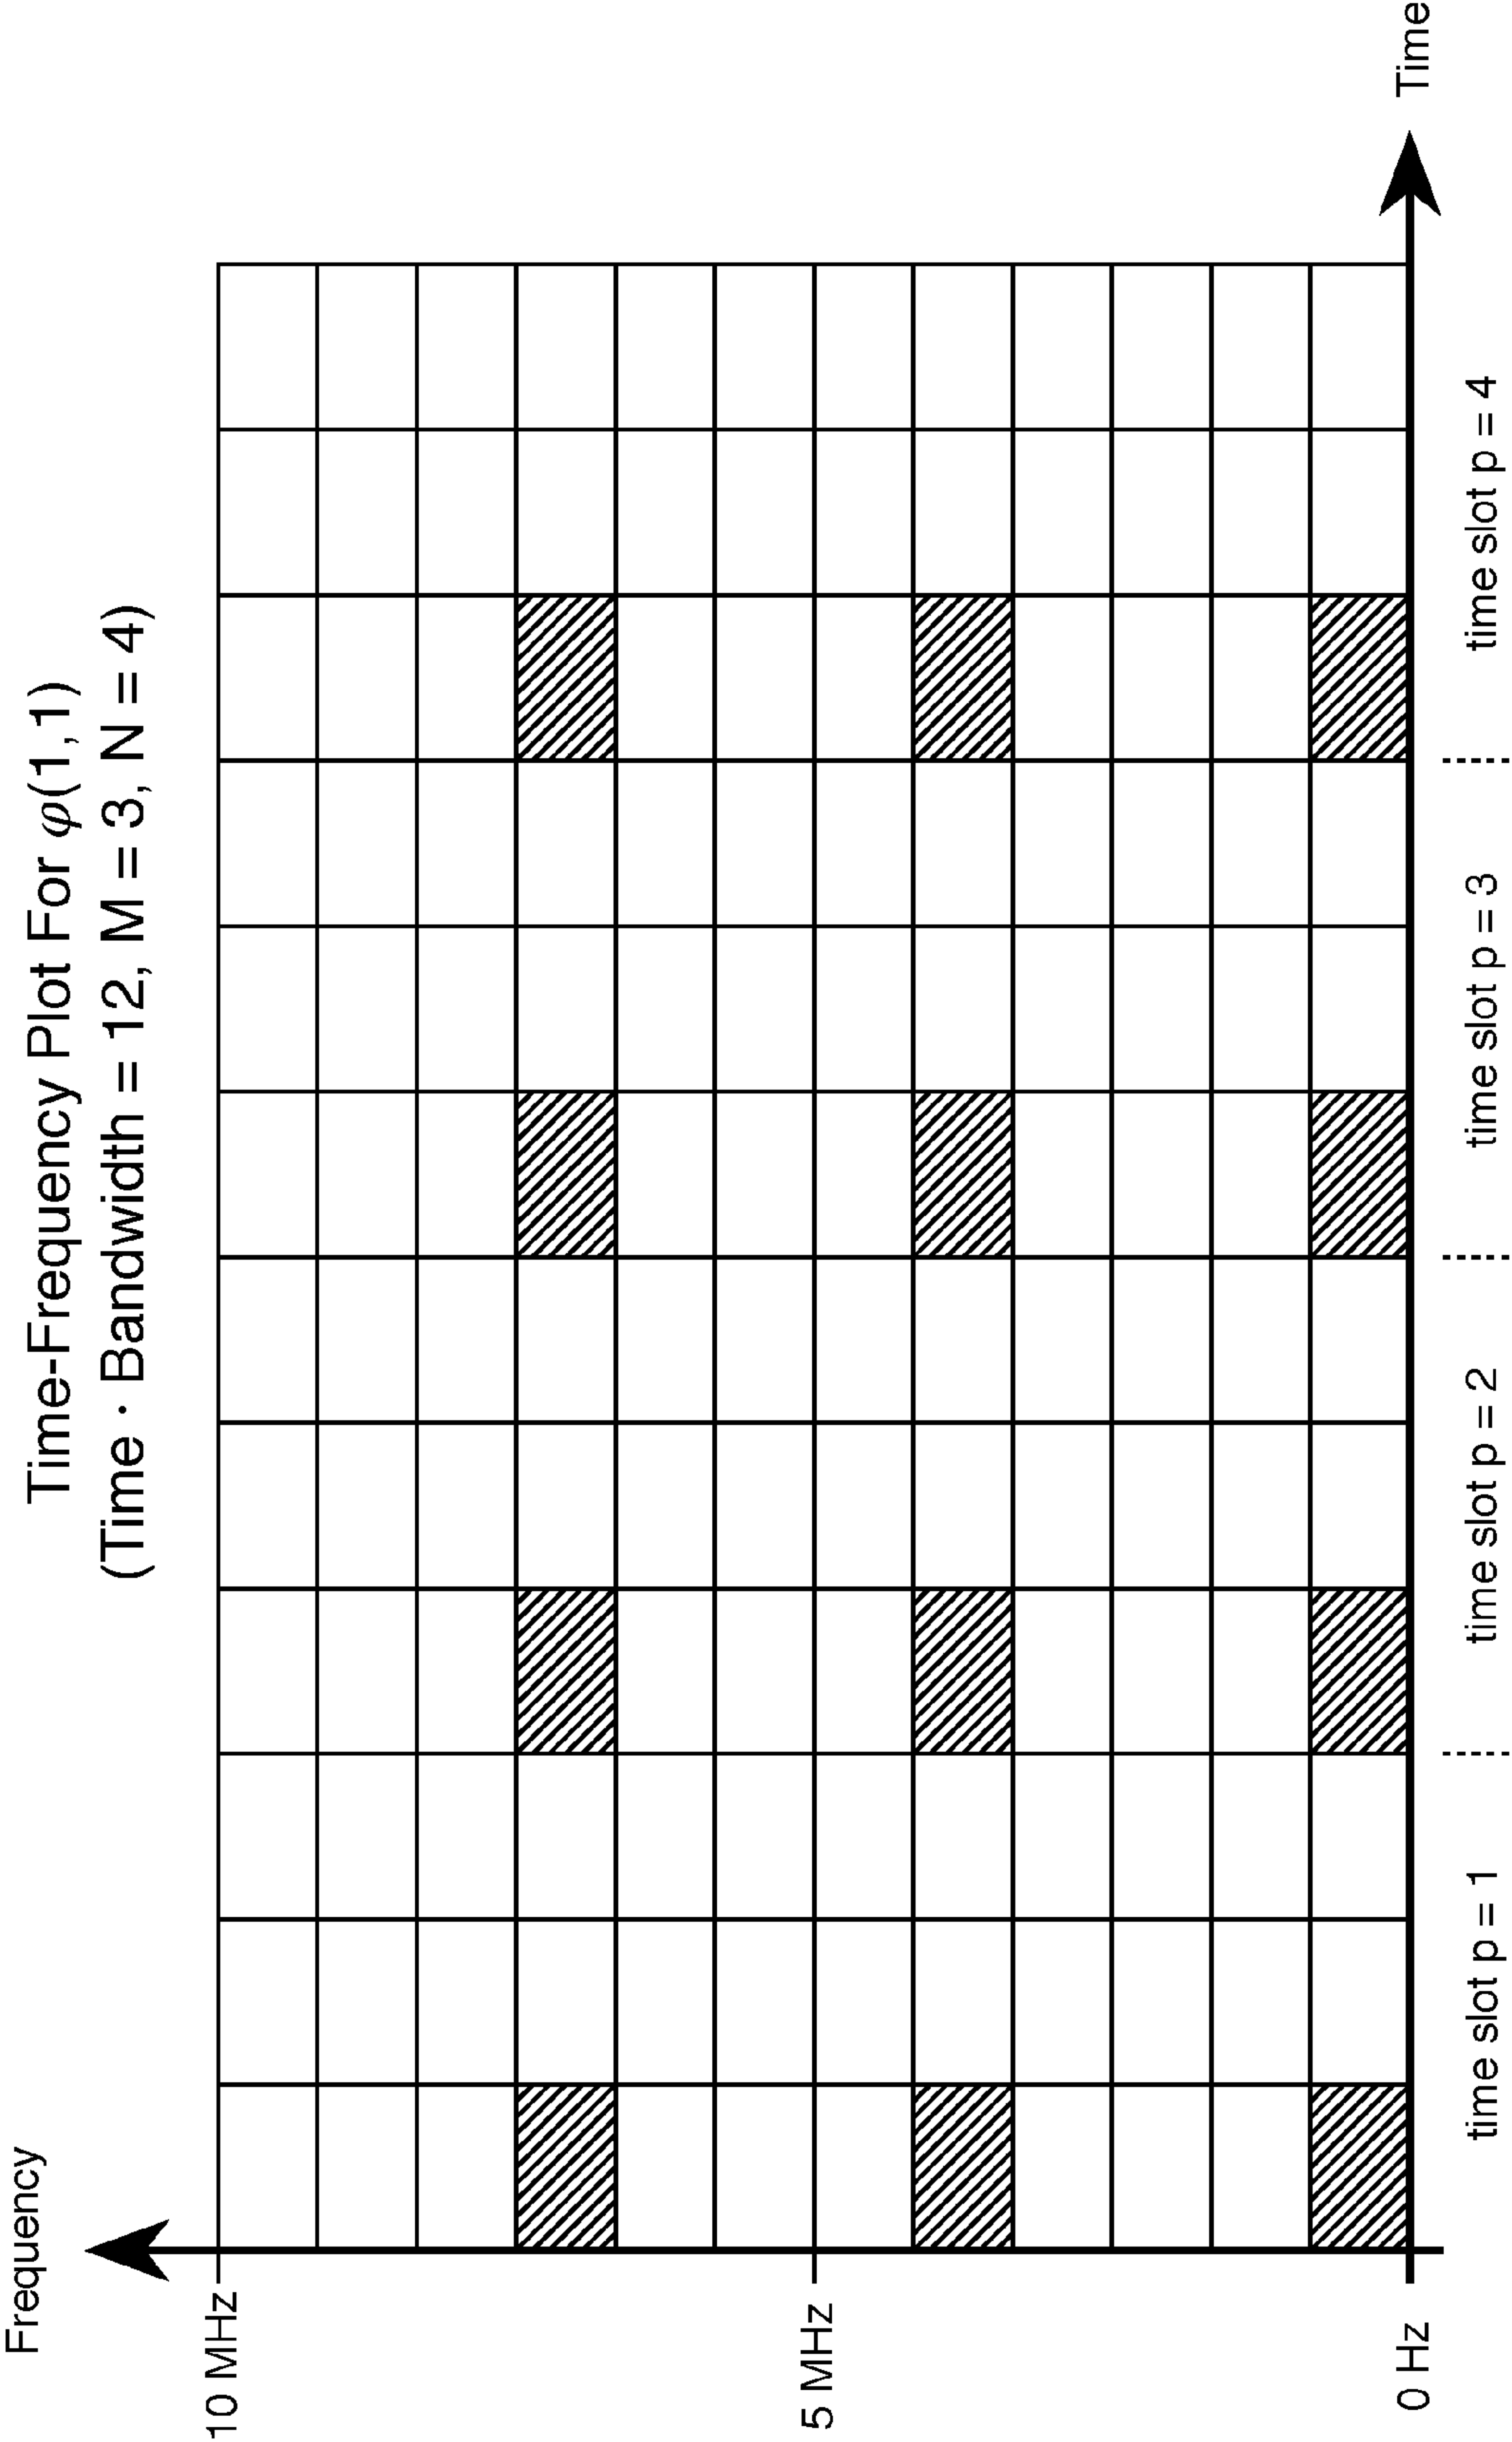 Time-Frequency Plot For φ(1,1)
(Time · Bandwidth = 12, M = 3, N = 4)
Frequency
10 MHz
5 MHz
0 Hz
Time
time slot p = 1
time slot p = 2
time slot p = 3
time slot p = 4